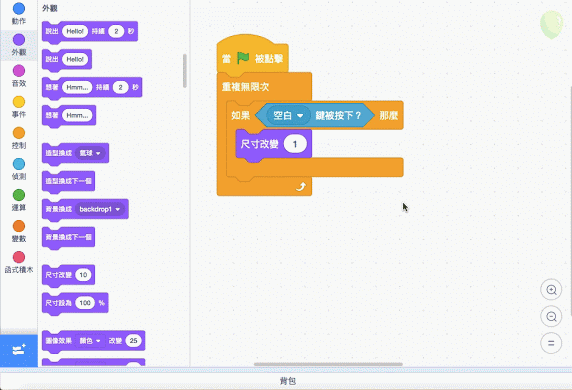 外觀
動作
外觀
音效
事件
控制
偵測
運算
變數
函式積木
說出 Hello! 持續 2 秒
說出 Hello!
想著 Hmm... 持續 2 秒
想著 Hmm...
造型換成 氣球
造型換成下一個
背景換成 backdrop1
背景換成下一個
尺寸改變 10
尺寸設為 100 %
圖像效果 顏色 改變 25
當 被點擊
重複無限次
如果 空白 鍵被按下? 那麼
尺寸改變 1
背包